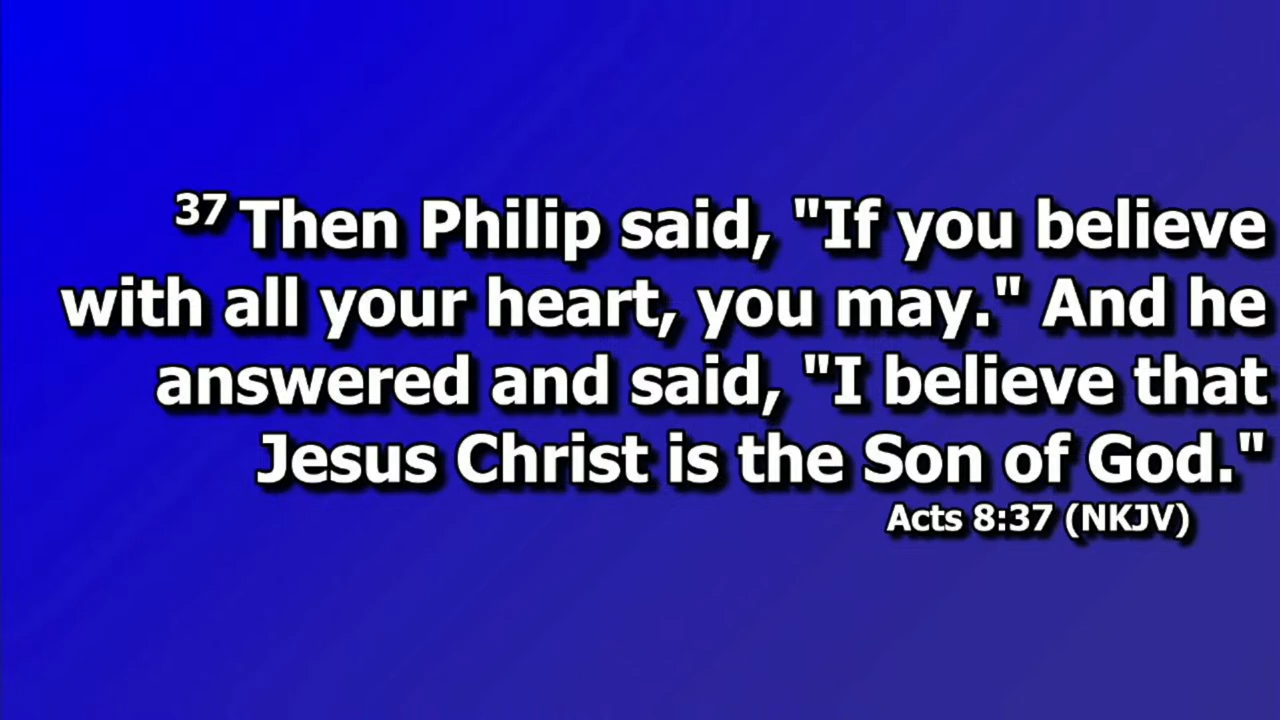 37 Then Philip said, "If you believe
with all your heart, you may." And he
answered and said, "I believe that
Jesus Christ is the Son of God."
Acts 8:37 (NKJV)